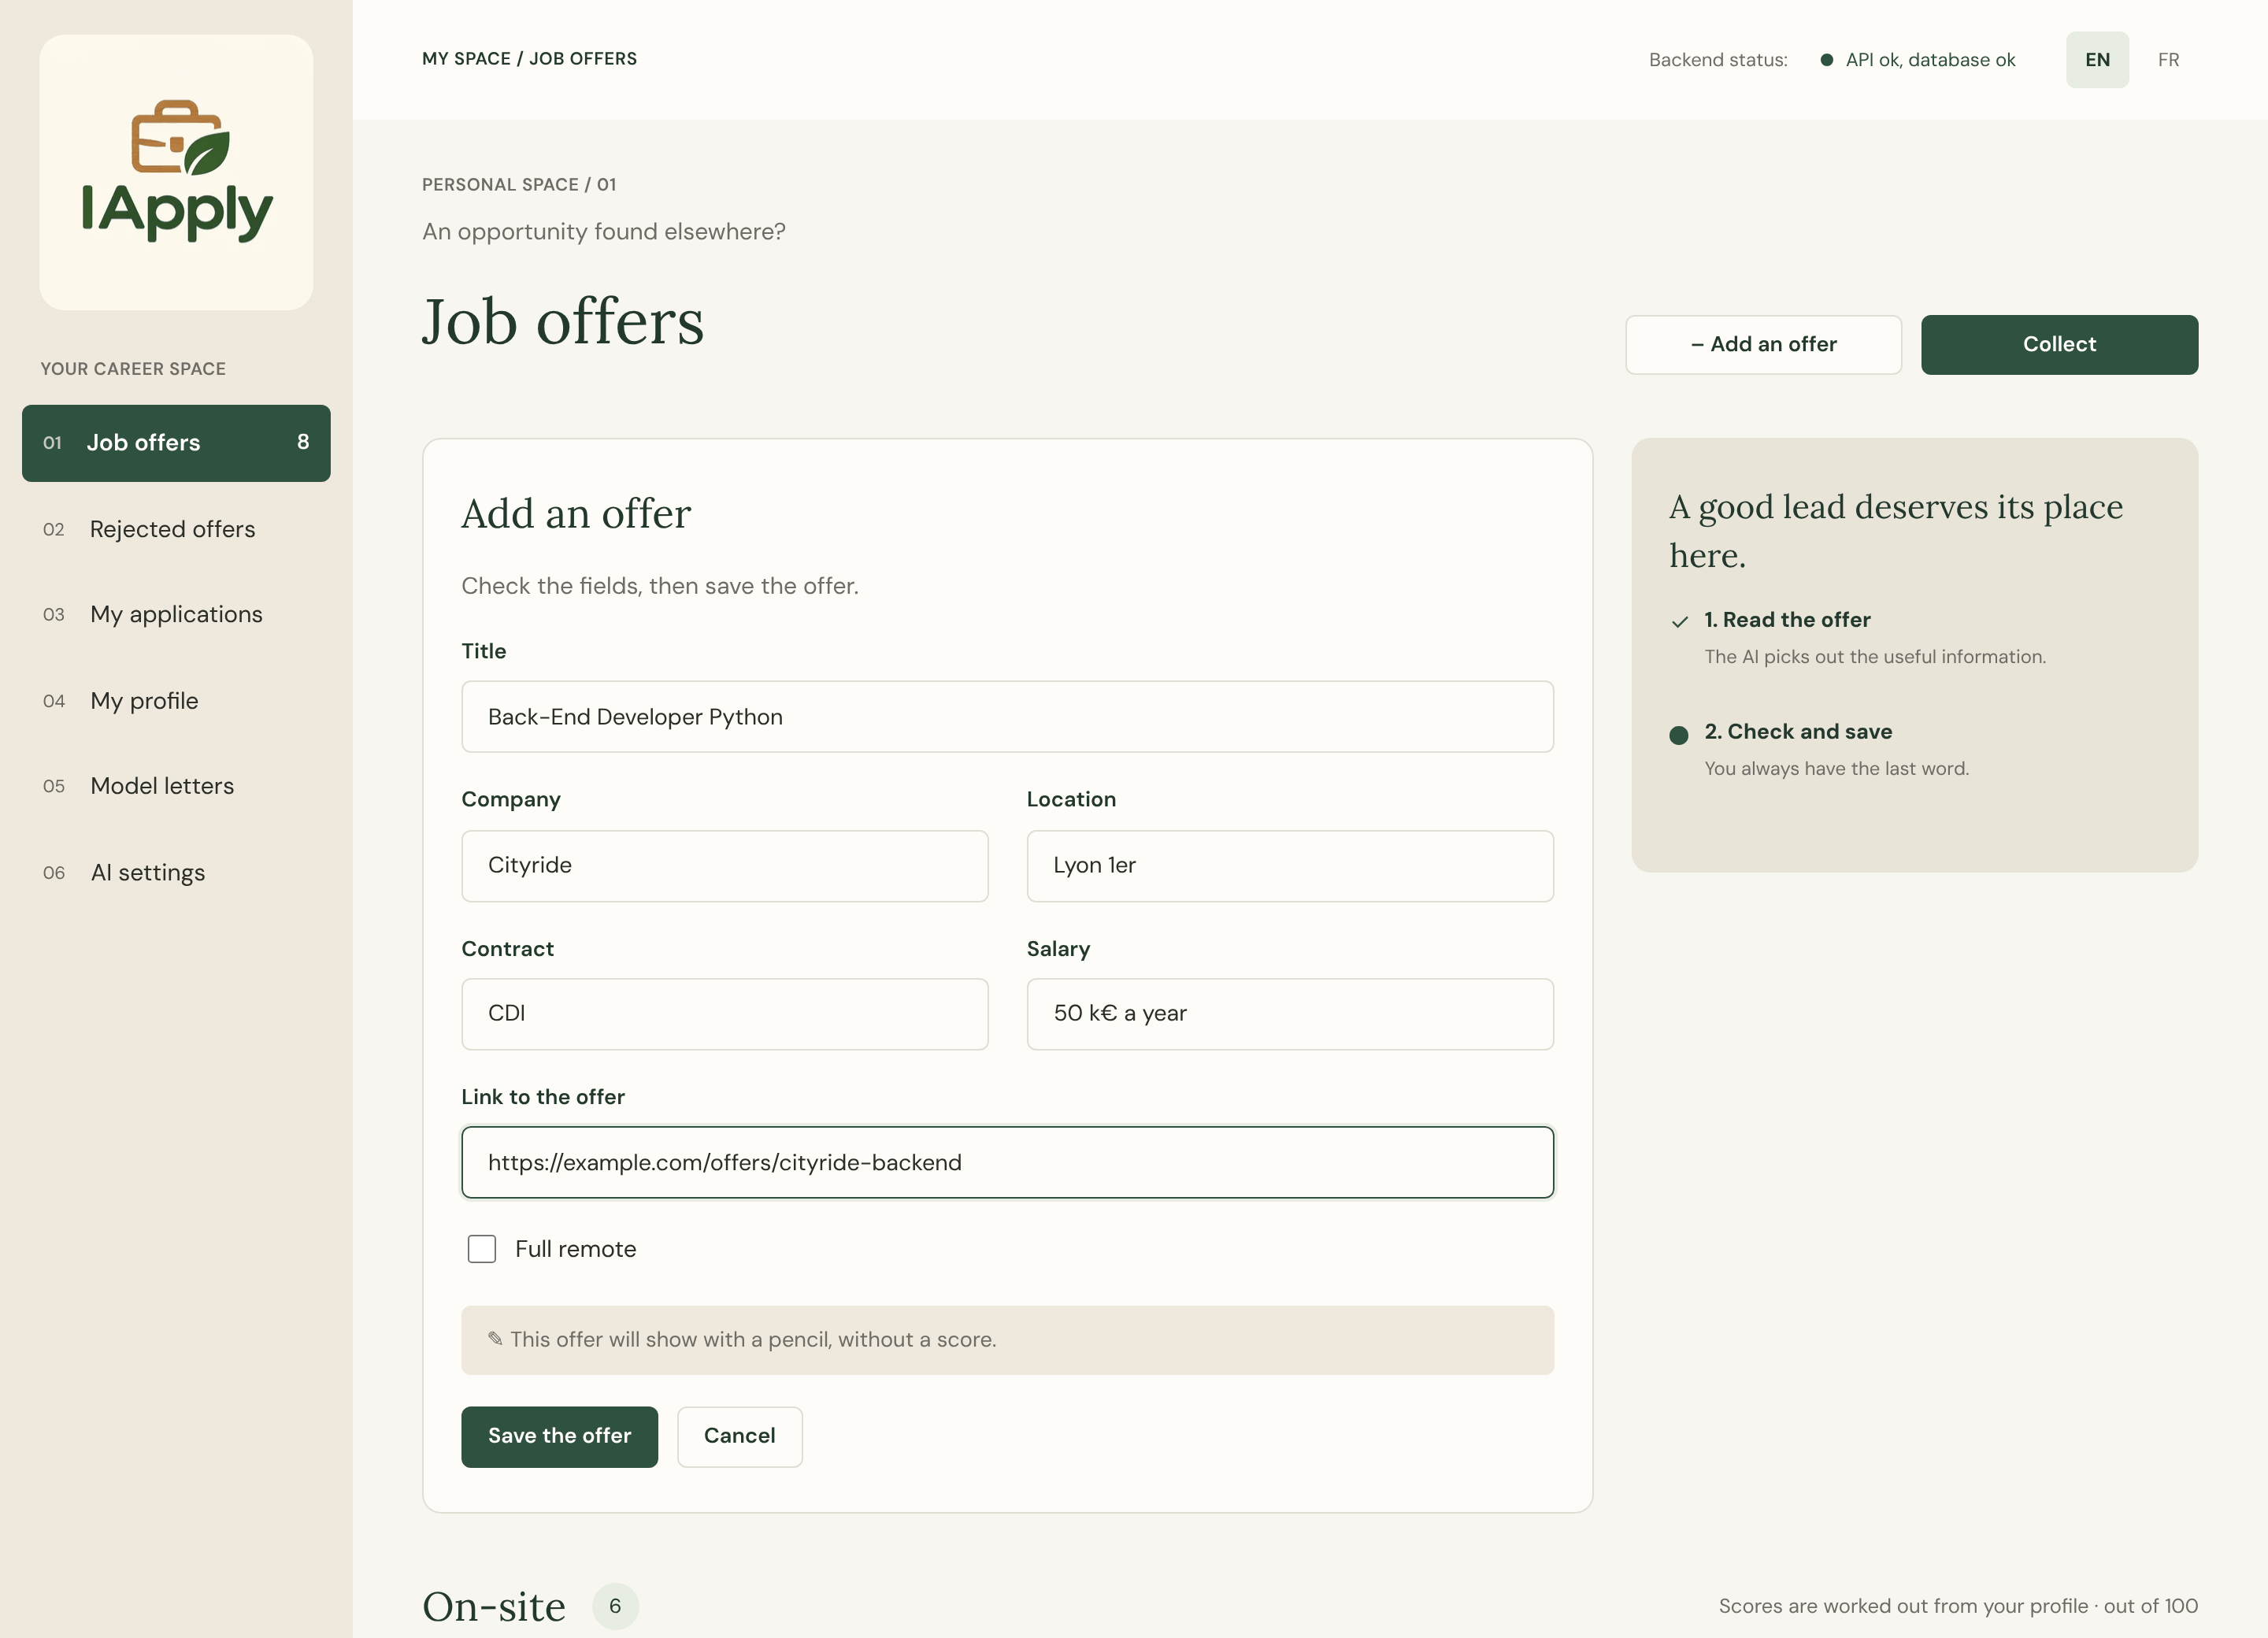 IApply
YOUR CAREER SPACE
01 Job offers 8
02 Rejected offers
03 My applications
04 My profile
05 Model letters
06 AI settings
MY SPACE / JOB OFFERS
Backend status: API ok, database ok EN FR
PERSONAL SPACE / 01
An opportunity found elsewhere?
Job offers
– Add an offer
Collect
Add an offer
Check the fields, then save the offer.
Title
Back-End Developer Python
Company Location
Cityride Lyon 1er
Contract Salary
CDI 50 k€ a year
Link to the offer
https://example.com/offers/cityride-backend
Full remote
✎ This offer will show with a pencil, without a score.
Save the offer Cancel
A good lead deserves its place
here.
1. Read the offer
The AI picks out the useful information.
2. Check and save
You always have the last word.
On-site 6
Scores are worked out from your profile · out of 100